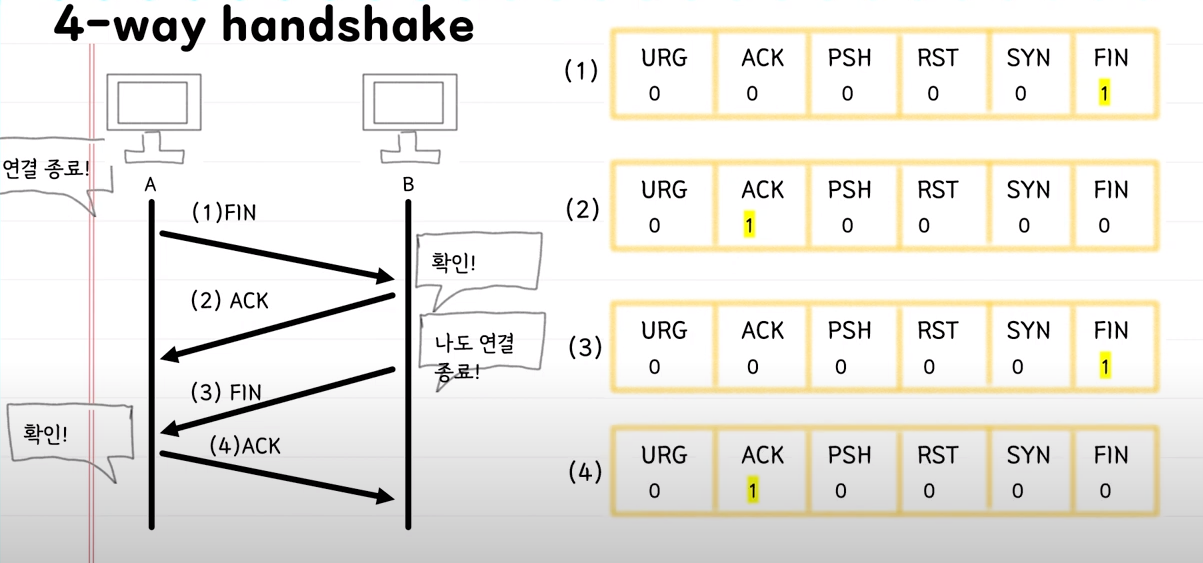 4-way handshake
연결 종료!
A
B
(1)FIN
확인!
(2) ACK
나도 연결
종료!
(3) FIN
확인!
(4)ACK
(1)
URG ACK PSH RST SYN FIN
0 0 0 0 0 1
(2)
URG ACK PSH RST SYN FIN
0 1 0 0 0 0
(3)
URG ACK PSH RST SYN FIN
0 0 0 0 0 1
(4)
URG ACK PSH RST SYN FIN
0 1 0 0 0 0